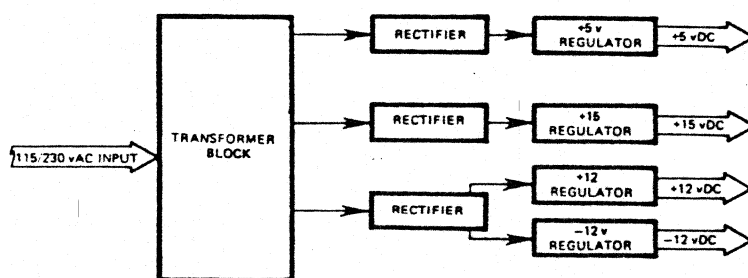 115/230 vAC INPUT
TRANSFORMER
BLOCK
RECTIFIER
+5 v
REGULATOR
+5 vDC
RECTIFIER
+15
REGULATOR
+15 vDC
RECTIFIER
+12
REGULATOR
+12 vDC
-12 v
REGULATOR
-12 vDC